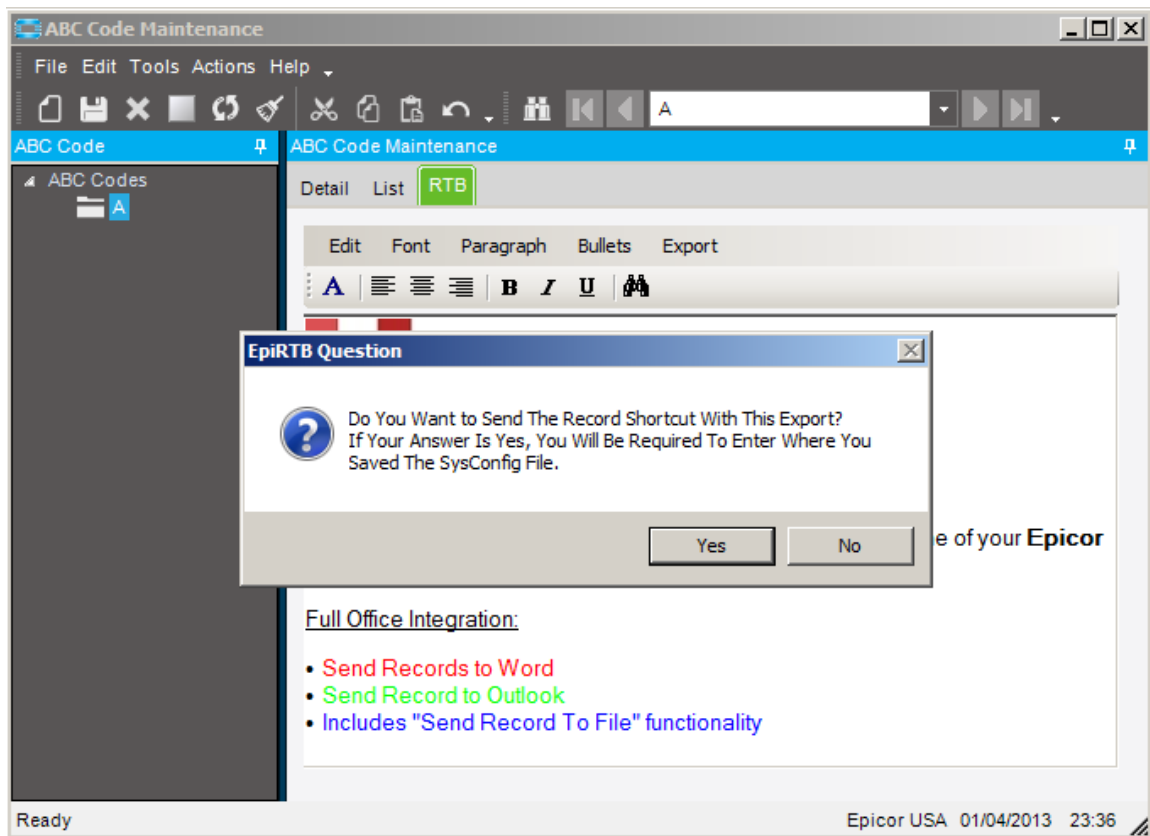 ABC Code Maintenance
File Edit Tools Actions Help
A
ABC Code
ABC Code Maintenance
ABC Codes
A
Detail List RTB
Edit Font Paragraph Bullets Export
A B I U
EpiRTB Question
Do You Want to Send The Record Shortcut With This Export?
If Your Answer Is Yes, You Will Be Required To Enter Where You
Saved The SysConfig File.
Yes No
e of your Epicor
Full Office Integration:
• Send Records to Word
• Send Record to Outlook
• Includes "Send Record To File" functionality
Ready Epicor USA 01/04/2013 23:36